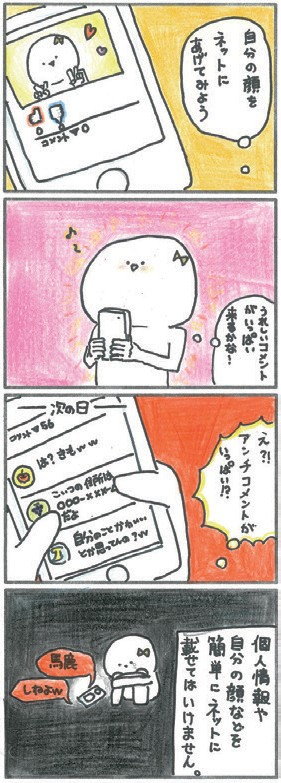 自分の顔を
ネットに
あげてみよう
0
0
コメント▼0
うれしいコメント
がいっぱい
来るかな~
次の日
コメント▼56
は?きもww
こいつの住所は
○○○-×××-
だよ
自分のことかわいい
とか思ってんの?w
え?!
アンチコメントが
いっぱい!?
個人情報や
自分の顔などを
簡単にネットに
載せてはいけません。
馬鹿
しねよw